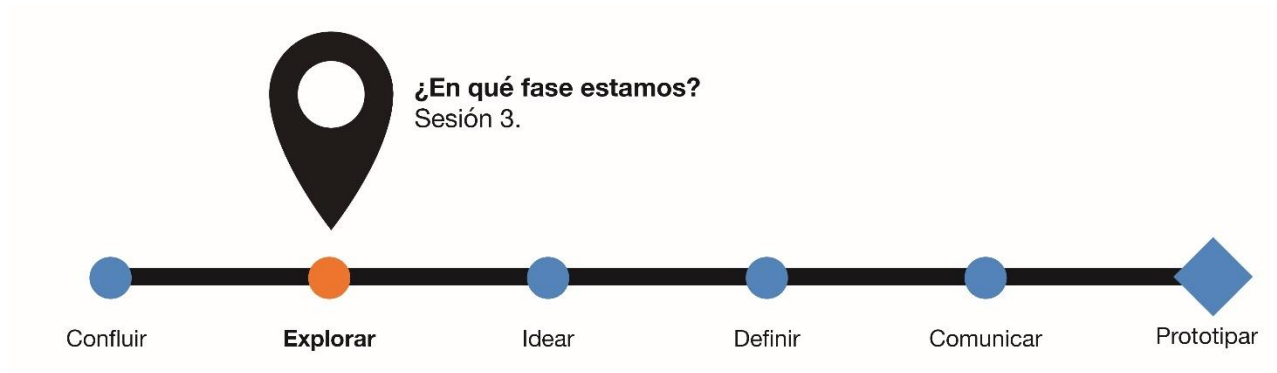 ¿En qué fase estamos?
Sesión 3.
Confluir
Explorar
Idear
Definir
Comunicar
Prototipar